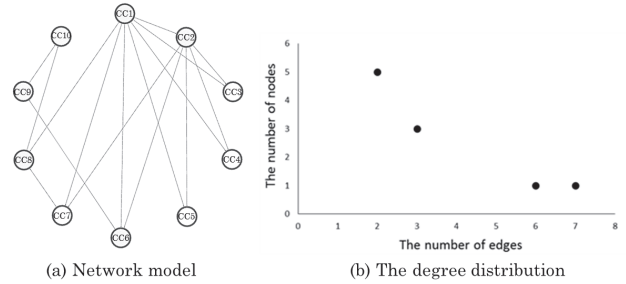 CC1
CC2
CC3
CC4
CC5
CC6
CC7
CC8
CC9
CC10
(a) Network model
The number of nodes
6
5
4
3
2
1
0
0 1 2 3 4 5 6 7 8
The number of edges
(b) The degree distribution